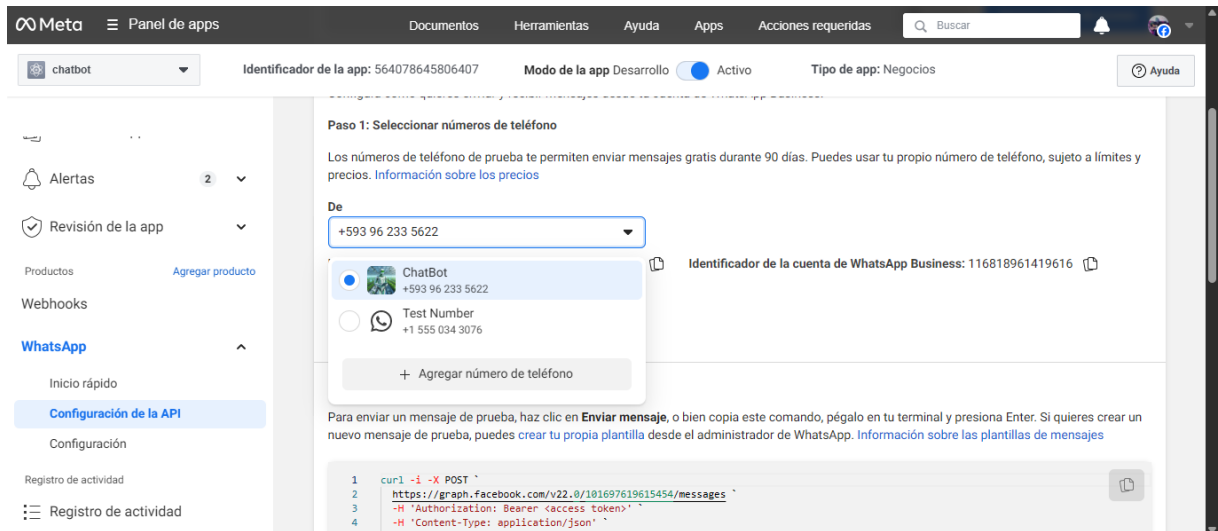 Meta
Panel de apps
Documentos
Herramientas
Ayuda
Apps
Acciones requeridas
Buscar
chatbot
Identificador de la app: 564078645806407
Modo de la app Desarrollo
Activo
Tipo de app: Negocios
Ayuda
Alertas
2
Revisión de la app
Productos
Agregar producto
Webhooks
WhatsApp
Inicio rápido
Configuración de la API
Configuración
Registro de actividad
Registro de actividad
Paso 1: Seleccionar números de teléfono
Los números de teléfono de prueba te permiten enviar mensajes gratis durante 90 días. Puedes usar tu propio número de teléfono, sujeto a límites y
precios. Información sobre los precios
De
+593 96 233 5622
ChatBot
+593 96 233 5622
Test Number
+1 555 034 3076
+ Agregar número de teléfono
Identificador de la cuenta de WhatsApp Business: 116818961419616
Para enviar un mensaje de prueba, haz clic en Enviar mensaje, o bien copia este comando, pégalo en tu terminal y presiona Enter. Si quieres crear un
nuevo mensaje de prueba, puedes crear tu propia plantilla desde el administrador de WhatsApp. Información sobre las plantillas de mensajes
1 curl -i -X POST `
2 https://graph.facebook.com/v22.0/101697619615454/messages `
3 -H 'Authorization: Bearer <access token>' `
4 -H 'Content-Type: application/json' `